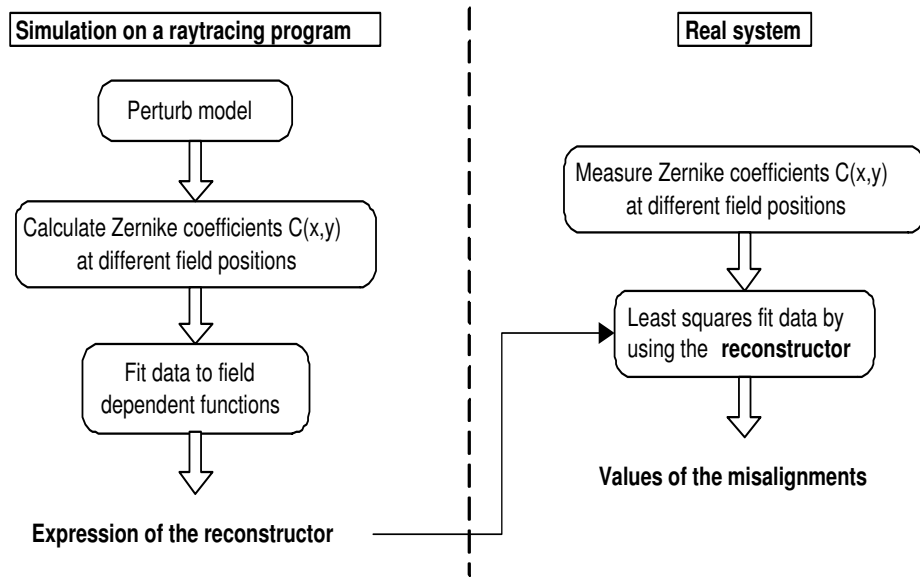 Simulation on a raytracing program
Perturb model
Calculate Zernike coefficients C(x,y)
at different field positions
Fit data to field
dependent functions
Expression of the reconstructor
Real system
Measure Zernike coefficients C(x,y)
at different field positions
Least squares fit data by
using the reconstructor
Values of the misalignments